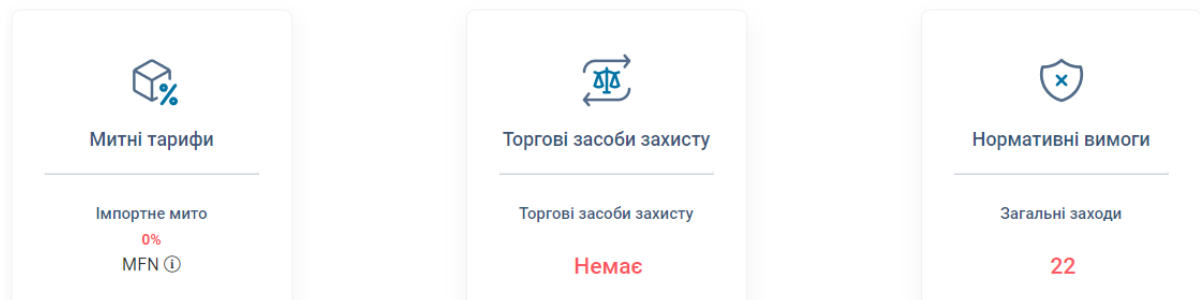 Митні тарифи
Імпортне мито
0%
MFN
Торгові засоби захисту
Торгові засоби захисту
Немає
Нормативні вимоги
Загальні заходи
22